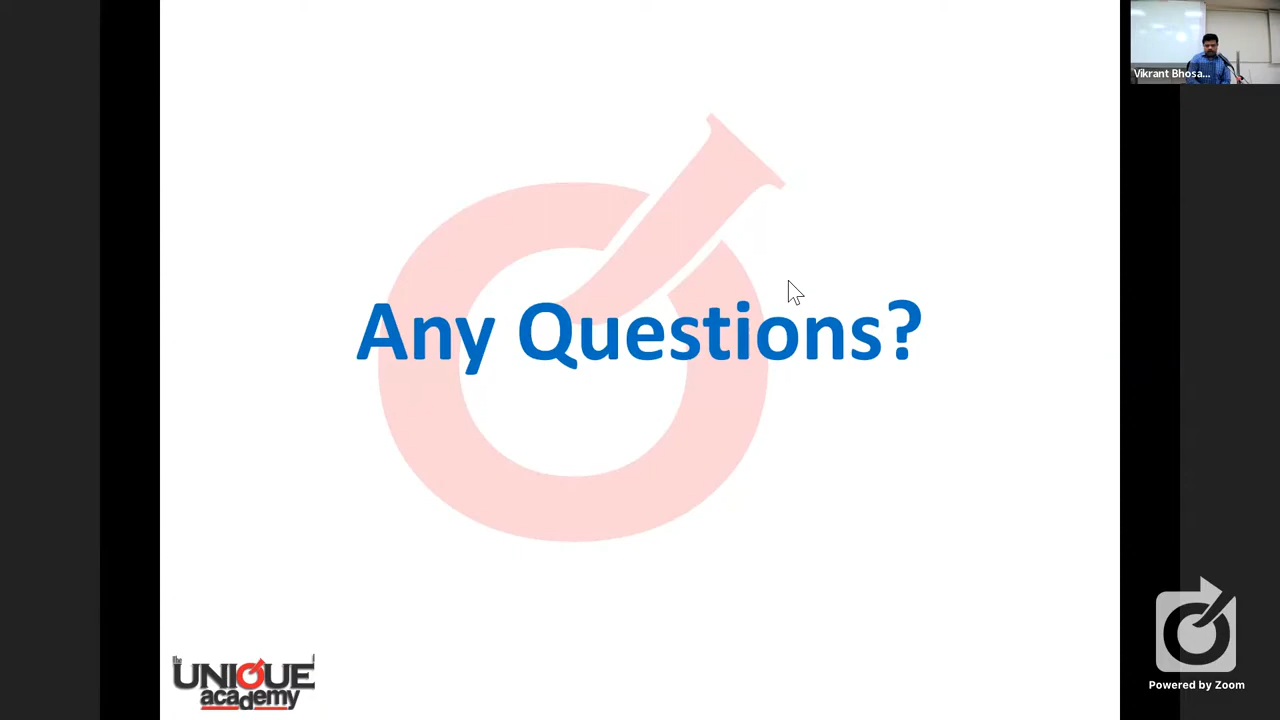 Vikrant Bhosa...
Any Questions?
the
UNIQUE
academy
Powered by Zoom